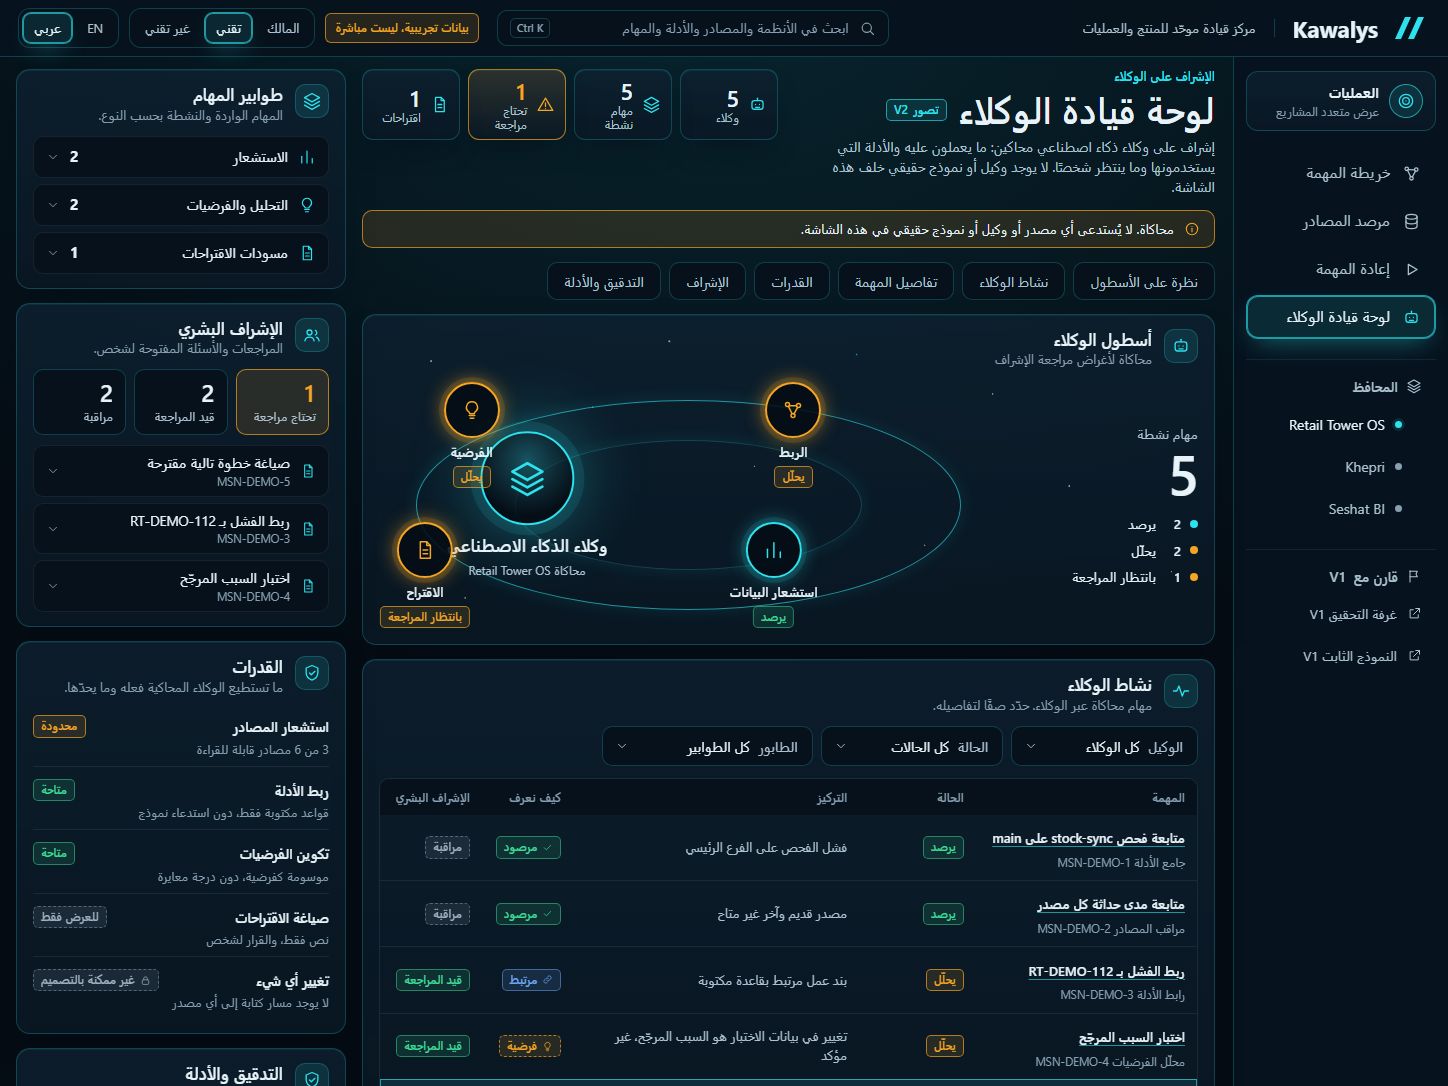 Kawalys
مركز قيادة موحّد للمنتج والعمليات
ابحث في الأنظمة والمصادر والأدلة والمهام
Ctrl K
بيانات تجريبية، ليست مباشرة
المالك
تقني
غير تقني
EN
عربي
العمليات
عرض متعدد المشاريع
خريطة المهمة
مرصد المصادر
إعادة المهمة
لوحة قيادة الوكلاء
المحافظ
Retail Tower OS
Khepri
Seshat BI
قارن مع V1
غرفة التحقيق V1
النموذج الثابت V1
الإشراف على الوكلاء
لوحة قيادة الوكلاء
تصور V2
إشراف على وكلاء ذكاء اصطناعي محاكين: ما يعملون عليه والأدلة التي
يستخدمونها وما ينتظر شخصًا. لا يوجد وكيل أو نموذج حقيقي خلف هذه
الشاشة.
5
وكلاء
5
مهام
نشطة
1
تحتاج
مراجعة
1
اقتراحات
محاكاة. لا يُستدعى أي مصدر أو وكيل أو نموذج حقيقي في هذه الشاشة.
نظرة على الأسطول
نشاط الوكلاء
تفاصيل المهمة
القدرات
الإشراف
التدقيق والأدلة
أسطول الوكلاء
محاكاة لأغراض مراجعة الإشراف
مهام نشطة
5
2 يرصد
2 يحلّل
1 بانتظار المراجعة
الربط
يحلّل
الفرضية
يحلّل
وكلاء الذكاء الاصطناعي
محاكاة Retail Tower OS
استشعار البيانات
يرصد
الاقتراح
بانتظار المراجعة
نشاط الوكلاء
مهام محاكاة عبر الوكلاء. حدّد صفًا لتفاصيله.
الوكيل كل الوكلاء
الحالة كل الحالات
الطابور كل الطوابير
المهمة
الحالة
التركيز
كيف نعرف
الإشراف البشري
متابعة فحص stock-sync على main
جامع الأدلة MSN-DEMO-1
يرصد
فشل الفحص على الفرع الرئيسي
مرصود
مراقبة
متابعة مدى حداثة كل مصدر
مراقب المصادر MSN-DEMO-2
يرصد
مصدر قديم وآخر غير متاح
مرصود
مراقبة
ربط الفشل بـ RT-DEMO-112
رابط الأدلة MSN-DEMO-3
يحلّل
بند عمل مرتبط بقاعدة مكتوبة
مرتبط
قيد المراجعة
اختبار السبب المرجّح
محلّل الفرضيات MSN-DEMO-4
يحلّل
تغيير في بيانات الاختبار هو السبب المرجّح، غير
مؤكد
فرضية
قيد المراجعة
طوابير المهام
المهام الواردة والنشطة بحسب النوع.
الاستشعار
2
التحليل والفرضيات
2
مسودات الاقتراحات
1
الإشراف البشري
المراجعات والأسئلة المفتوحة لشخص.
1
تحتاج مراجعة
2
قيد المراجعة
2
مراقبة
صياغة خطوة تالية مقترحة
MSN-DEMO-5
ربط الفشل بـ RT-DEMO-112
MSN-DEMO-3
اختبار السبب المرجّح
MSN-DEMO-4
القدرات
ما تستطيع الوكلاء المحاكية فعله وما يحدّها.
استشعار المصادر
محدودة
3 من 6 مصادر قابلة للقراءة
ربط الأدلة
متاحة
قواعد مكتوبة فقط، دون استدعاء نموذج
تكوين الفرضيات
متاحة
موسومة كفرضية، دون درجة معايرة
صياغة الاقتراحات
للعرض فقط
نص فقط، والقرار لشخص
تغيير أي شيء
غير ممكنة بالتصميم
لا يوجد مسار كتابة إلى أي مصدر
التدقيق والأدلة